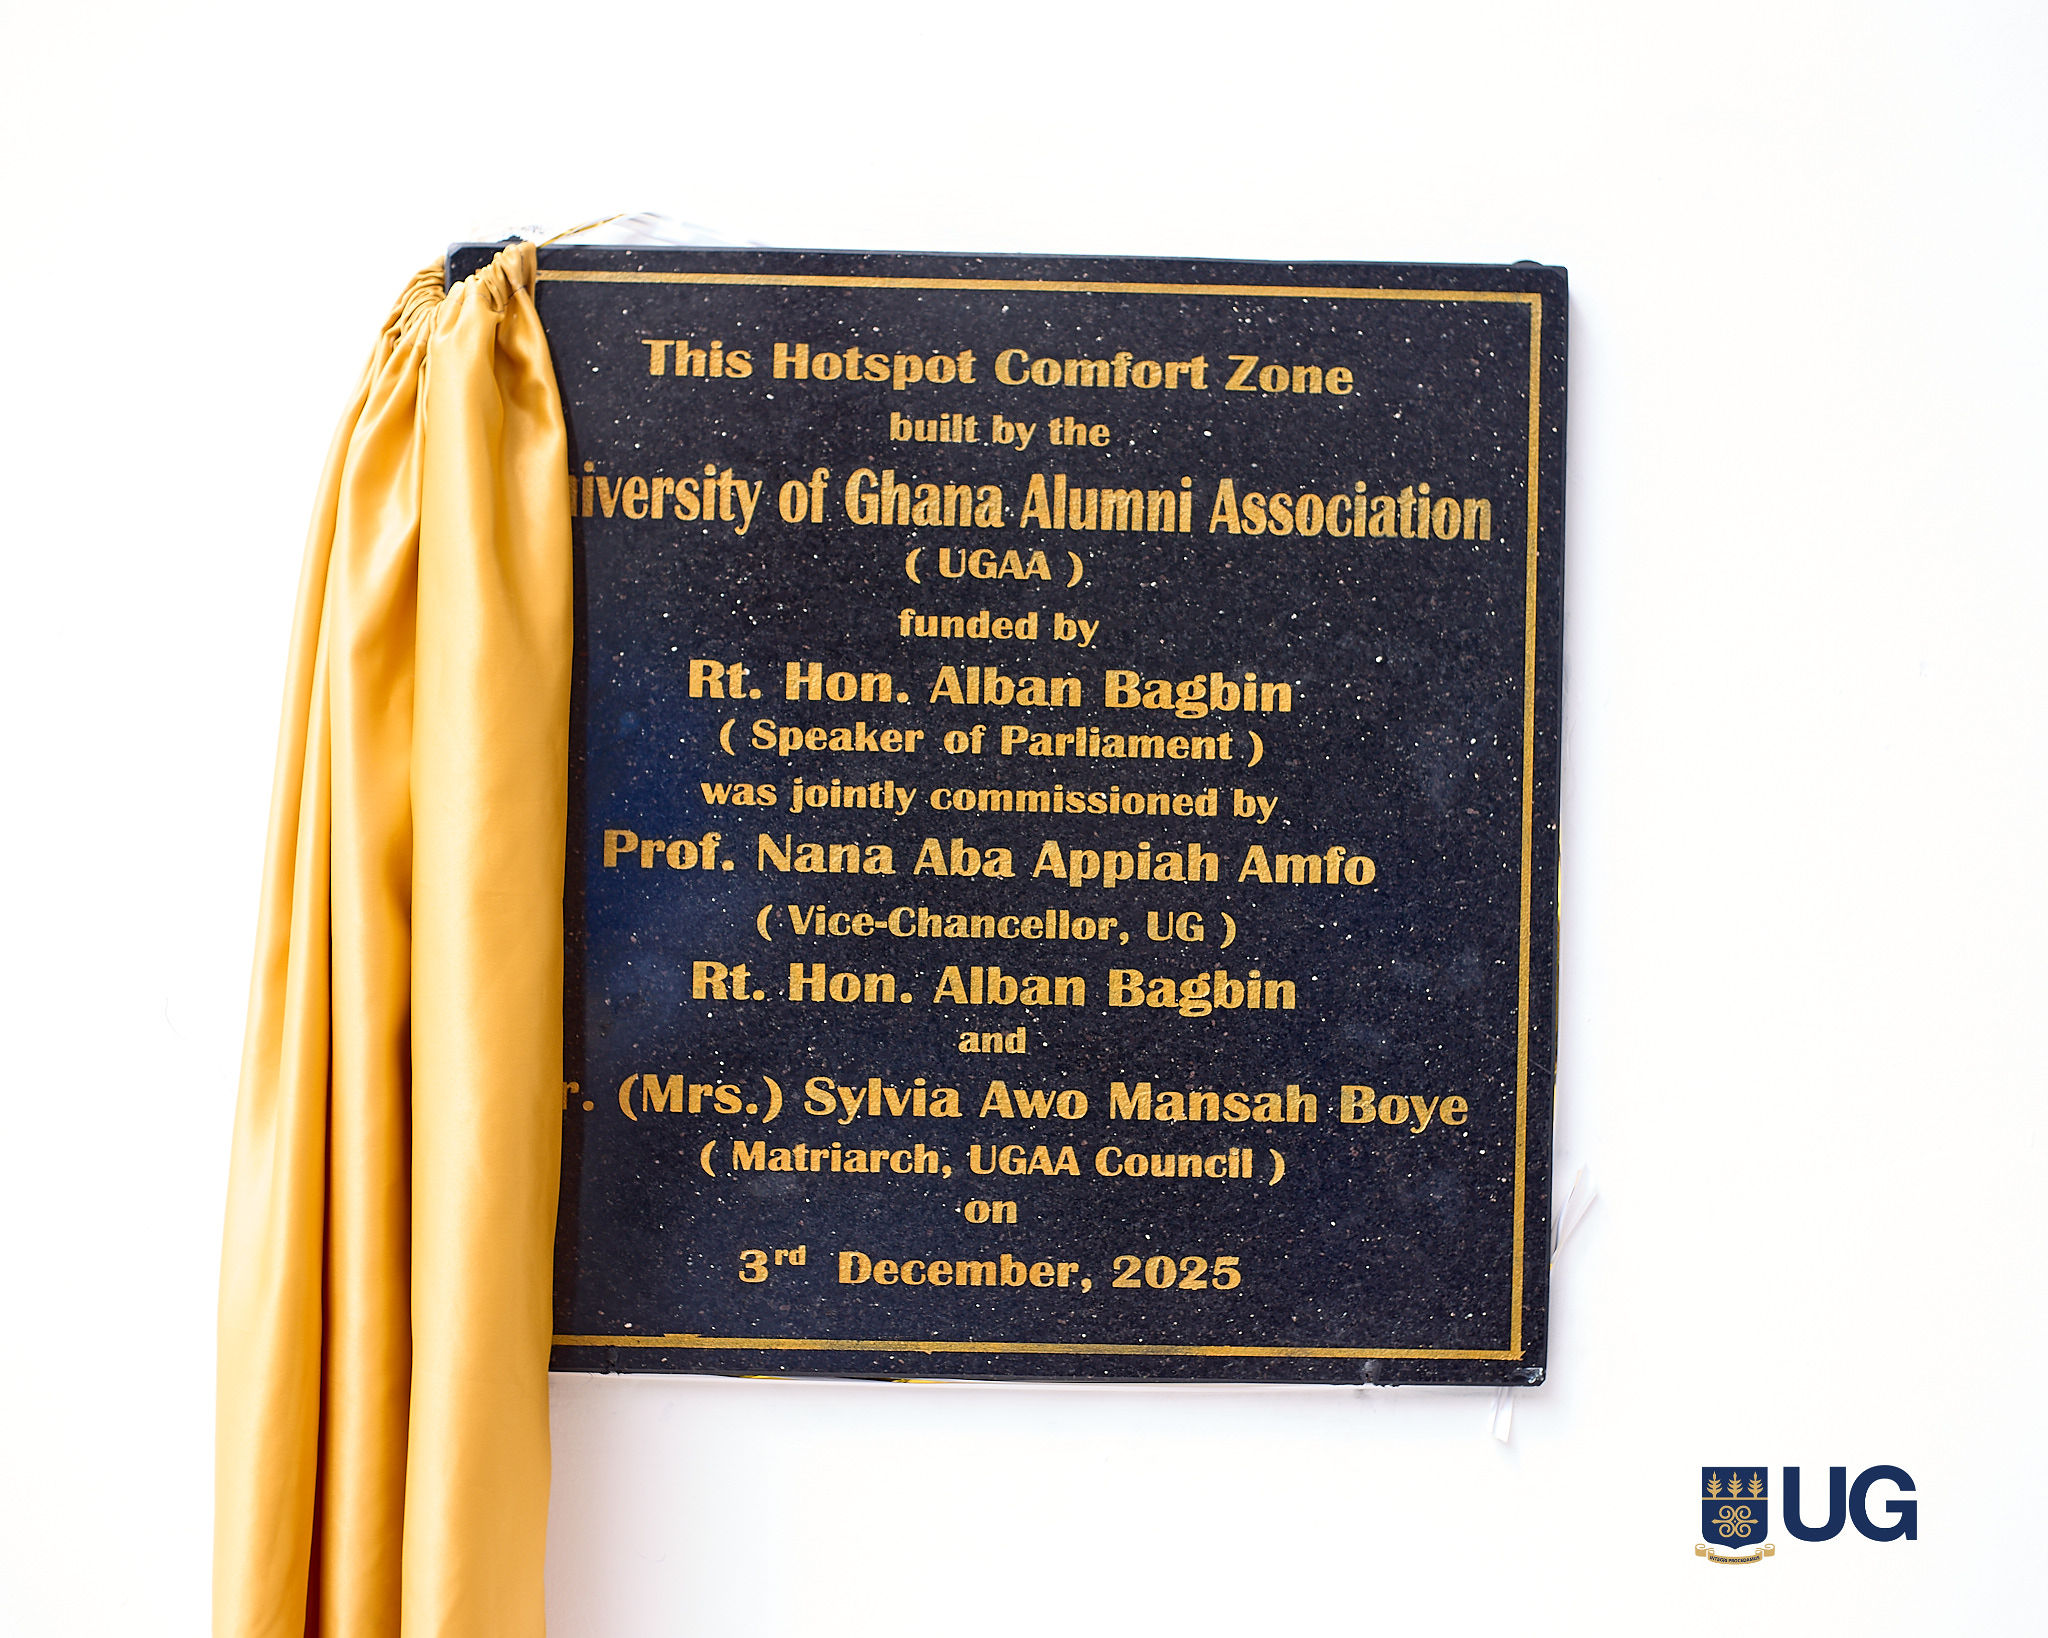 This Hotspot Comfort Zone
built by the
of Ghana Alumni Association
( UGAA )
funded by
Rt. Hon. Alban Bagbin
( Speaker of Parliament )
was jointly commissioned by
Prof. Nana Aba Appiah Amfo
( Vice-Chancellor, UG )
Rt. Hon. Alban Bagbin
and
(Mrs.) Sylvia Awo Mansah Boye
( Matriarch, UGAA Council )
on
3rd December, 2025
UG
INTEGRI PROCEDAMUS